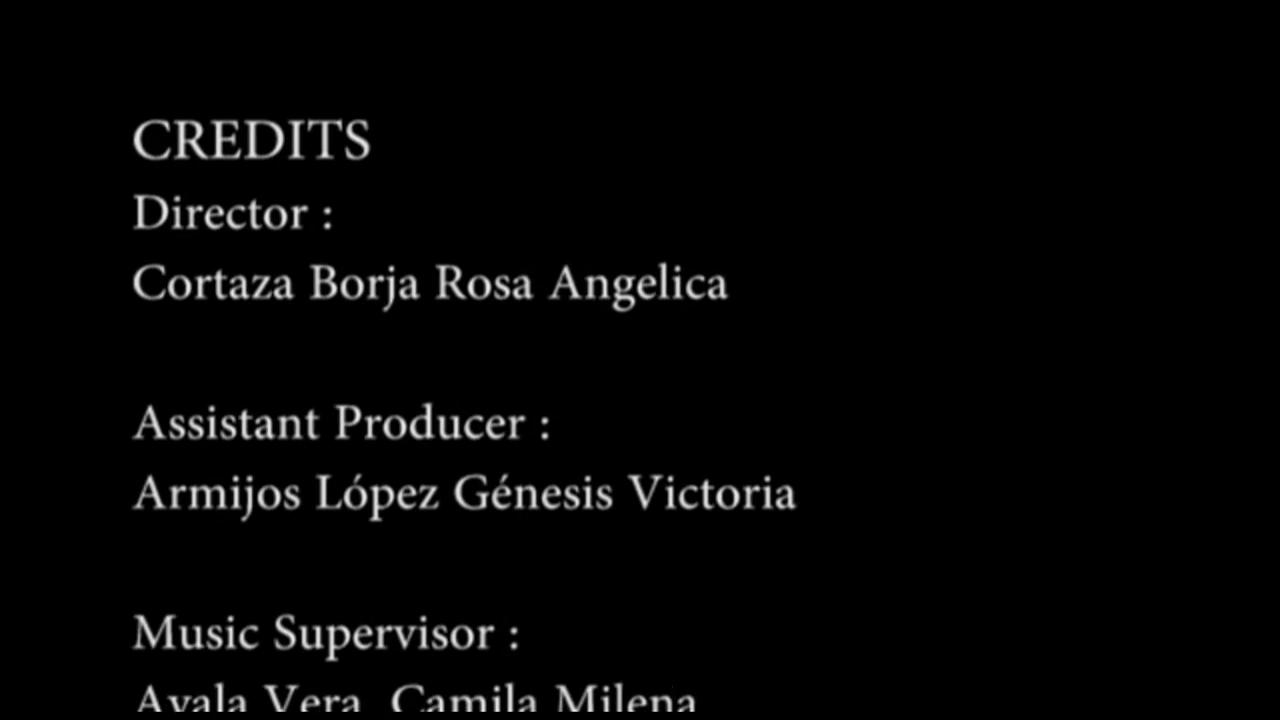 CREDITS
Director :
Cortaza Borja Rosa Angelica
Assistant Producer :
Armijos López Génesis Victoria
Music Supervisor :
Ayala Vera Camila Milena